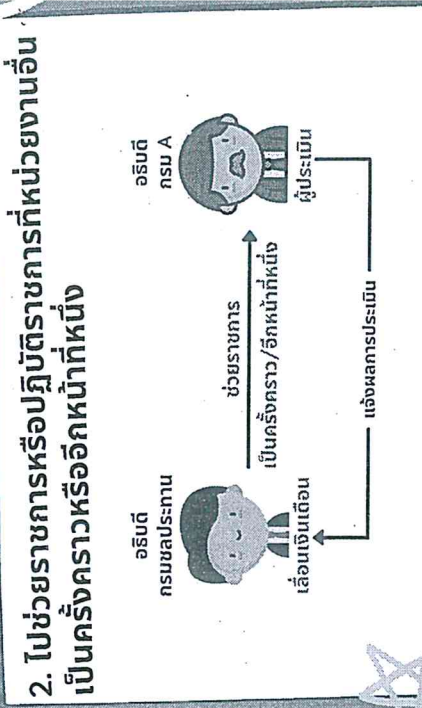 2. ไปช่วยราชการหรือปฏิบัติราชการที่หน่วยงานอื่น
เป็นครั้งคราวหรืออีกหน้าที่หนึ่ง
อธิบดี
กรมชลประทาน
เลื่อนเงินเดือน
ช่วยราชการ
เป็นครั้งคราว/อีกหน้าที่หนึ่ง
อธิบดี
กรม A
ผู้ประเมิน
แจ้งผลการประเมิน